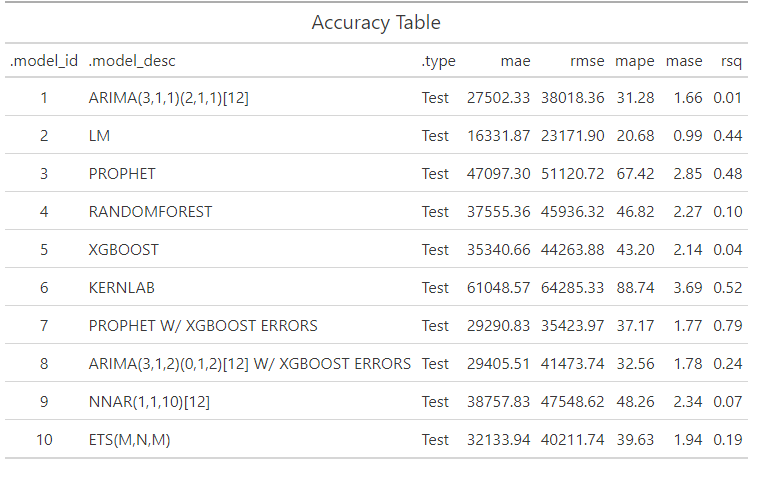 Accuracy Table
.model_id .model_desc .type mae rmse mape mase rsq
1 ARIMA(3,1,1)(2,1,1)[12] Test 27502.33 38018.36 31.28 1.66 0.01
2 LM Test 16331.87 23171.90 20.68 0.99 0.44
3 PROPHET Test 47097.30 51120.72 67.42 2.85 0.48
4 RANDOMFOREST Test 37555.36 45936.32 46.82 2.27 0.10
5 XGBOOST Test 35340.66 44263.88 43.20 2.14 0.04
6 KERNLAB Test 61048.57 64285.33 88.74 3.69 0.52
7 PROPHET W/ XGBOOST ERRORS Test 29290.83 35423.97 37.17 1.77 0.79
8 ARIMA(3,1,2)(0,1,2)[12] W/ XGBOOST ERRORS Test 29405.51 41473.74 32.56 1.78 0.24
9 NNAR(1,1,10)[12] Test 38757.83 47548.62 48.26 2.34 0.07
10 ETS(M,N,M) Test 32133.94 40211.74 39.63 1.94 0.19